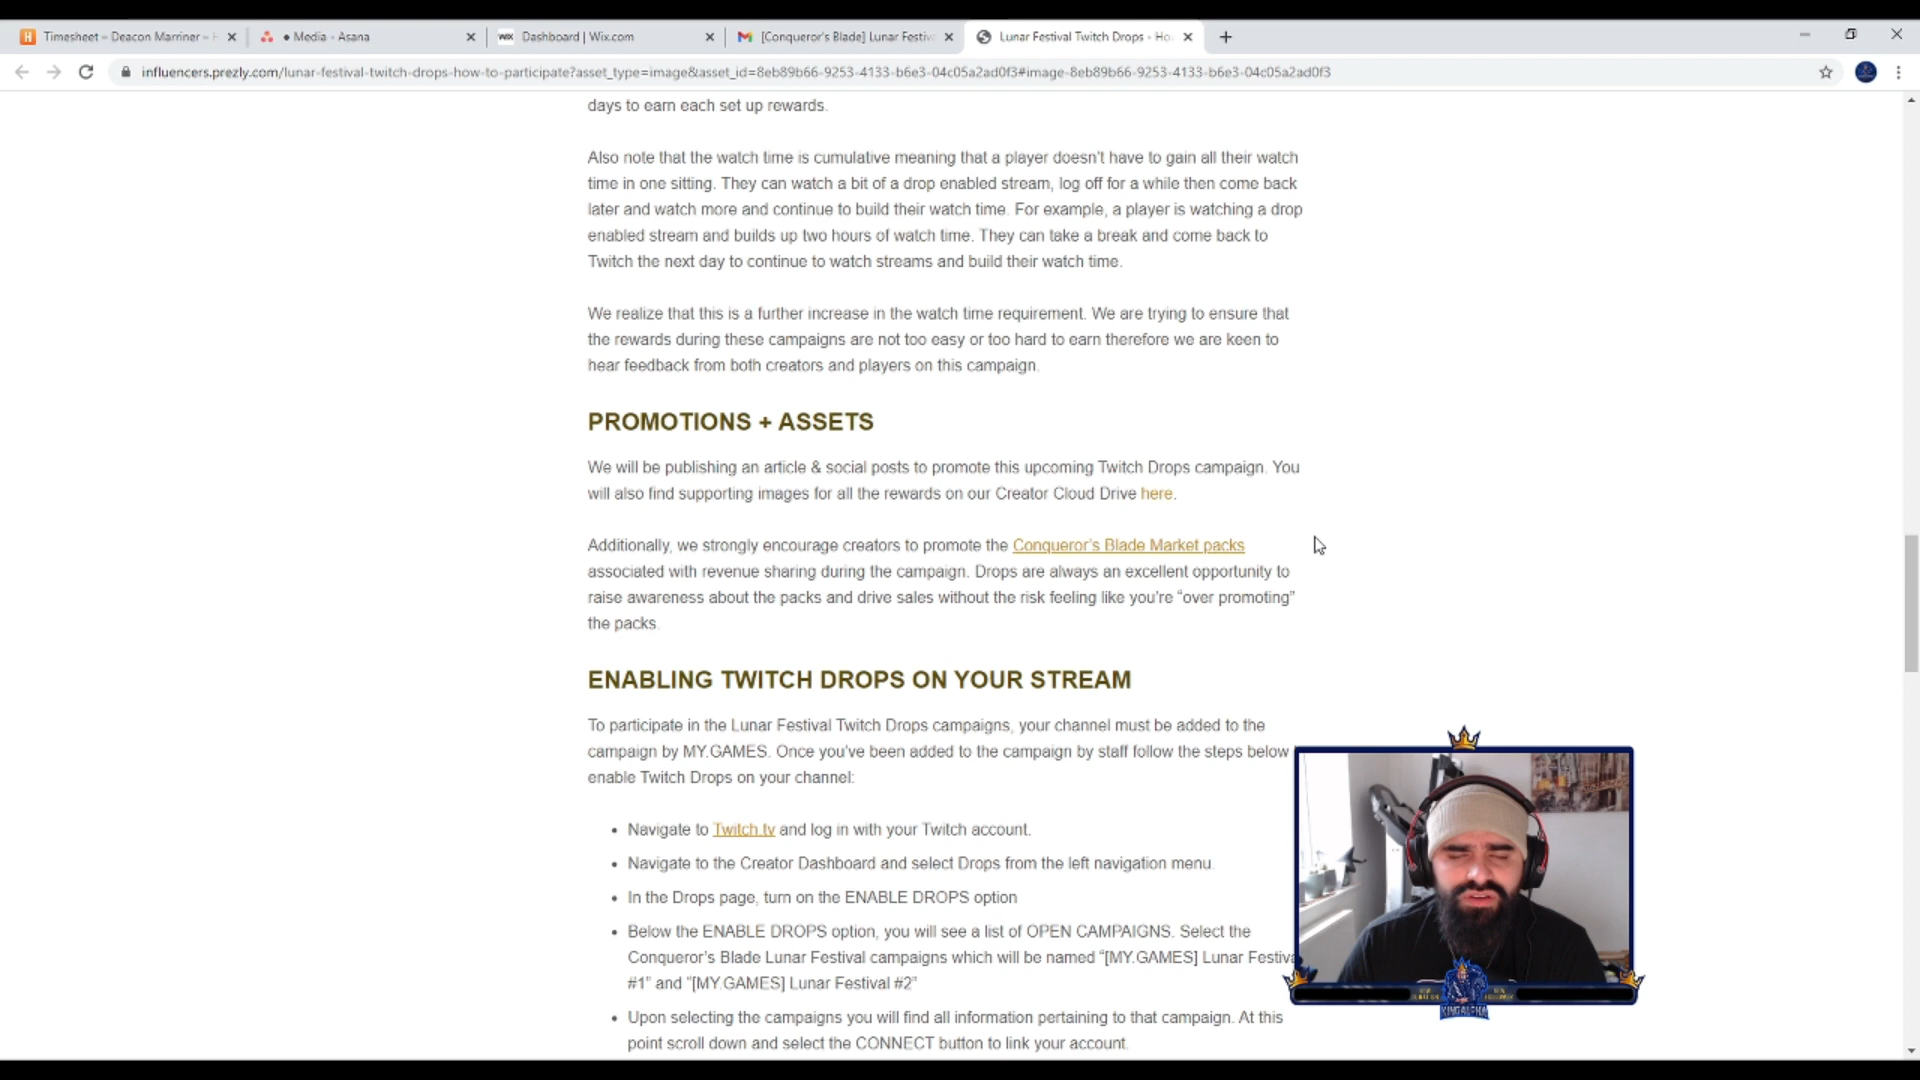 Timesheet – Deacon Marriner –
• Media - Asana
WIX Dashboard | Wix.com
[Conqueror's Blade] Lunar Festiv
Lunar Festival Twitch Drops - Ho
influencers.prezly.com/lunar-festival-twitch-drops-how-to-participate?asset_type=image&asset_id=8eb89b66-9253-4133-b6e3-04c05a2ad0f3#image-8eb89b66-9253-4133-b6e3-04c05a2ad0f3
days to earn each set up rewards.
Also note that the watch time is cumulative meaning that a player doesn't have to gain all their watch
time in one sitting. They can watch a bit of a drop enabled stream, log off for a while then come back
later and watch more and continue to build their watch time. For example, a player is watching a drop
enabled stream and builds up two hours of watch time. They can take a break and come back to
Twitch the next day to continue to watch streams and build their watch time.
We realize that this is a further increase in the watch time requirement. We are trying to ensure that
the rewards during these campaigns are not too easy or too hard to earn therefore we are keen to
hear feedback from both creators and players on this campaign.
PROMOTIONS + ASSETS
We will be publishing an article & social posts to promote this upcoming Twitch Drops campaign. You
will also find supporting images for all the rewards on our Creator Cloud Drive here.
Additionally, we strongly encourage creators to promote the Conqueror's Blade Market packs
associated with revenue sharing during the campaign. Drops are always an excellent opportunity to
raise awareness about the packs and drive sales without the risk feeling like you're “over promoting”
the packs.
ENABLING TWITCH DROPS ON YOUR STREAM
To participate in the Lunar Festival Twitch Drops campaigns, your channel must be added to the
campaign by MY.GAMES. Once you've been added to the campaign by staff follow the steps below
enable Twitch Drops on your channel:
• Navigate to Twitch.tv and log in with your Twitch account.
• Navigate to the Creator Dashboard and select Drops from the left navigation menu.
• In the Drops page, turn on the ENABLE DROPS option
• Below the ENABLE DROPS option, you will see a list of OPEN CAMPAIGNS. Select the
Conqueror's Blade Lunar Festival campaigns which will be named “[MY.GAMES] Lunar Festiva
#1” and “[MY.GAMES] Lunar Festival #2”
• Upon selecting the campaigns you will find all information pertaining to that campaign. At this
point scroll down and select the CONNECT button to link your account.
KINGALPHA